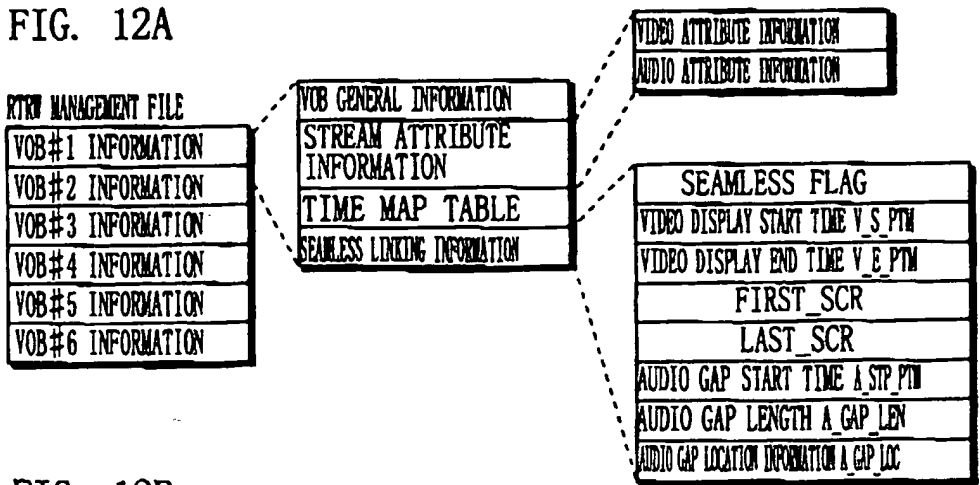 FIG. 12A
RTRW MANAGEMENT FILE
VOB#1 INFORMATION
VOB#2 INFORMATION
VOB#3 INFORMATION
VOB#4 INFORMATION
VOB#5 INFORMATION
VOB#6 INFORMATION
VOB GENERAL INFORMATION
STREAM ATTRIBUTE
INFORMATION
TIME MAP TABLE
SEAMLESS LINKING INFORMATION
VIDEO ATTRIBUTE INFORMATION
AUDIO ATTRIBUTE INFORMATION
SEAMLESS FLAG
VIDEO DISPLAY START TIME V_S_PTM
VIDEO DISPLAY END TIME V_E_PTM
FIRST_SCR
LAST_SCR
AUDIO GAP START TIME A_STP_PTM
AUDIO GAP LENGTH A_GAP_LEN
AUDIO GAP LOCATION INFORMATION A_GAP_LOC